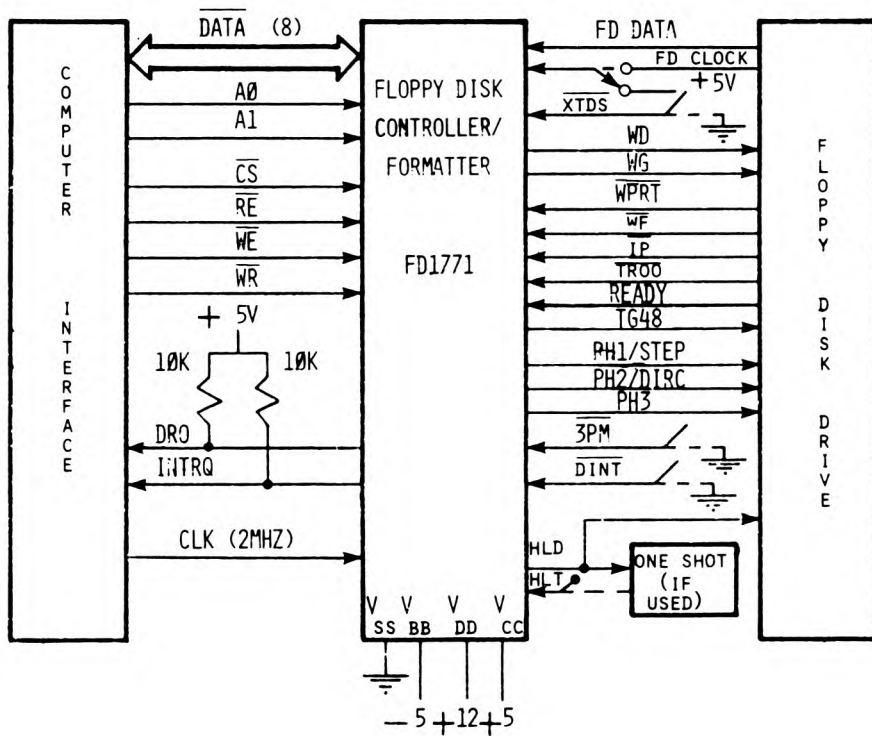 COMPUTER INTERFACE
DATA (8)
A0
A1
CS
RE
WE
WR
+ 5V
10K 10K
DRO
INTRQ
CLK (2MHZ)
FLOPPY DISK
CONTROLLER/
FORMATTER
FD1771
V V V V
SS BB DD CC
- 5 +12 +5
FD DATA
FD CLOCK
+5V
XTDS
WD
WG
WPRT
WF
IP
TROO
READY
TG48
PH1/STEP
PH2/DIRC
PH3
3PM
DINT
HLD
HLT
ONE SHOT
(IF
USED)
FLOPPY DISK DRIVE